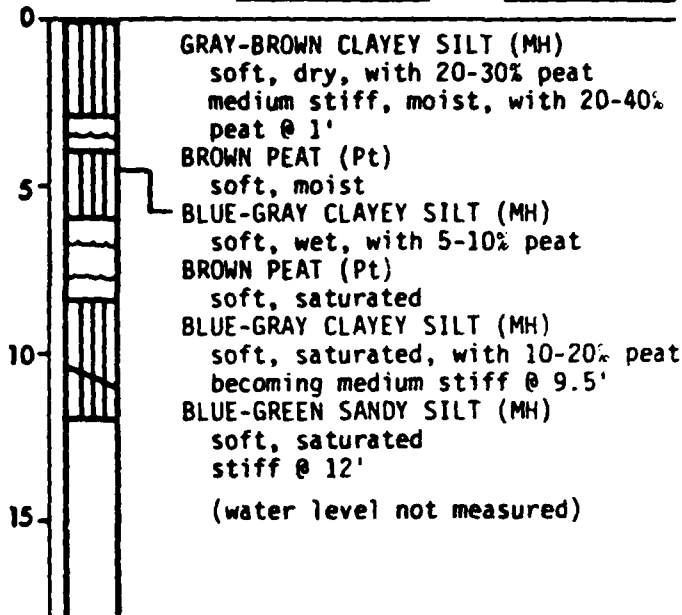 0
GRAY-BROWN CLAYEY SILT (MH)
soft, dry, with 20-30% peat
medium stiff, moist, with 20-40%
peat @ 1'
BROWN PEAT (Pt)
soft, moist
5
BLUE-GRAY CLAYEY SILT (MH)
soft, wet, with 5-10% peat
BROWN PEAT (Pt)
soft, saturated
BLUE-GRAY CLAYEY SILT (MH)
10
soft, saturated, with 10-20% peat
becoming medium stiff @ 9.5'
BLUE-GREEN SANDY SILT (MH)
soft, saturated
stiff @ 12'
15
(water level not measured)